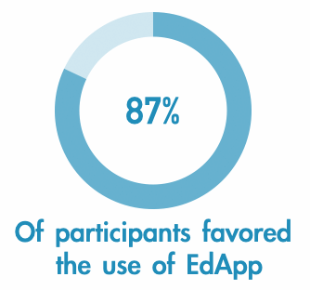 87%
Of participants favored
the use of EdApp